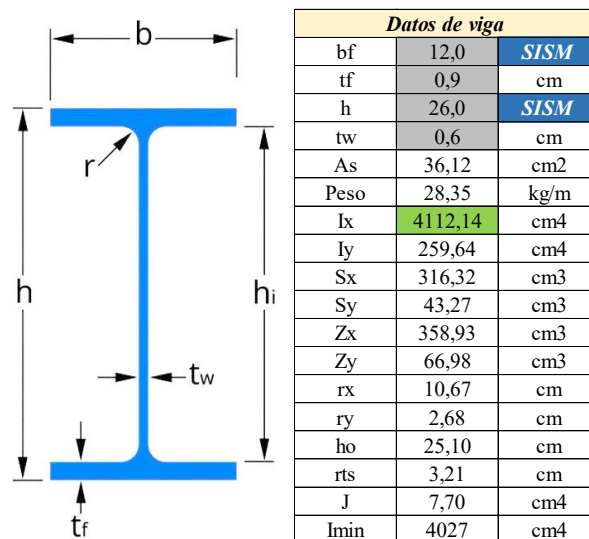 b
r
h
hi
tw
tf
Datos de viga
bf 12,0 SISM
tf 0,9 cm
h 26,0 SISM
tw 0,6 cm
As 36,12 cm2
Peso 28,35 kg/m
Ix 4112,14 cm4
Iy 259,64 cm4
Sx 316,32 cm3
Sy 43,27 cm3
Zx 358,93 cm3
Zy 66,98 cm3
rx 10,67 cm
ry 2,68 cm
ho 25,10 cm
rts 3,21 cm
J 7,70 cm4
Imin 4027 cm4